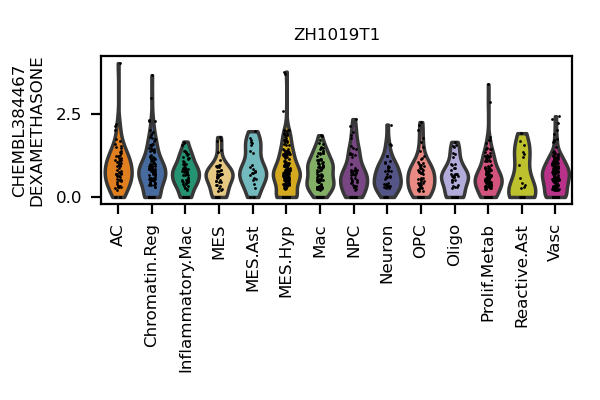 ZH1019T1
CHEMBL384467
DEXAMETHASONE
2.5
0.0
AC
Chromatin.Reg
Inflammatory.Mac
MES
MES.Ast
MES.Hyp
Mac
NPC
Neuron
OPC
Oligo
Prolif.Metab
Reactive.Ast
Vasc